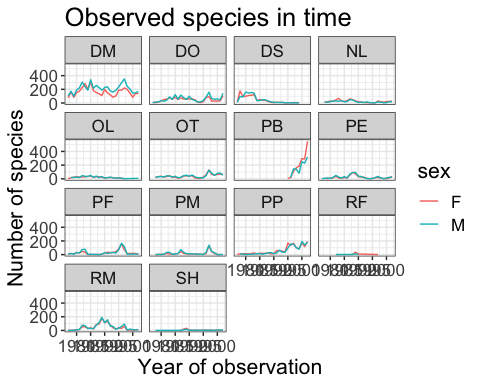 Observed species in time
DM DO DS NL
400
200
0
OL OT PB PE
400
200
0
PF PM PP RF
400
200
0
RM SH
400
200
0
Number of species
Year of observation
sex
F
M